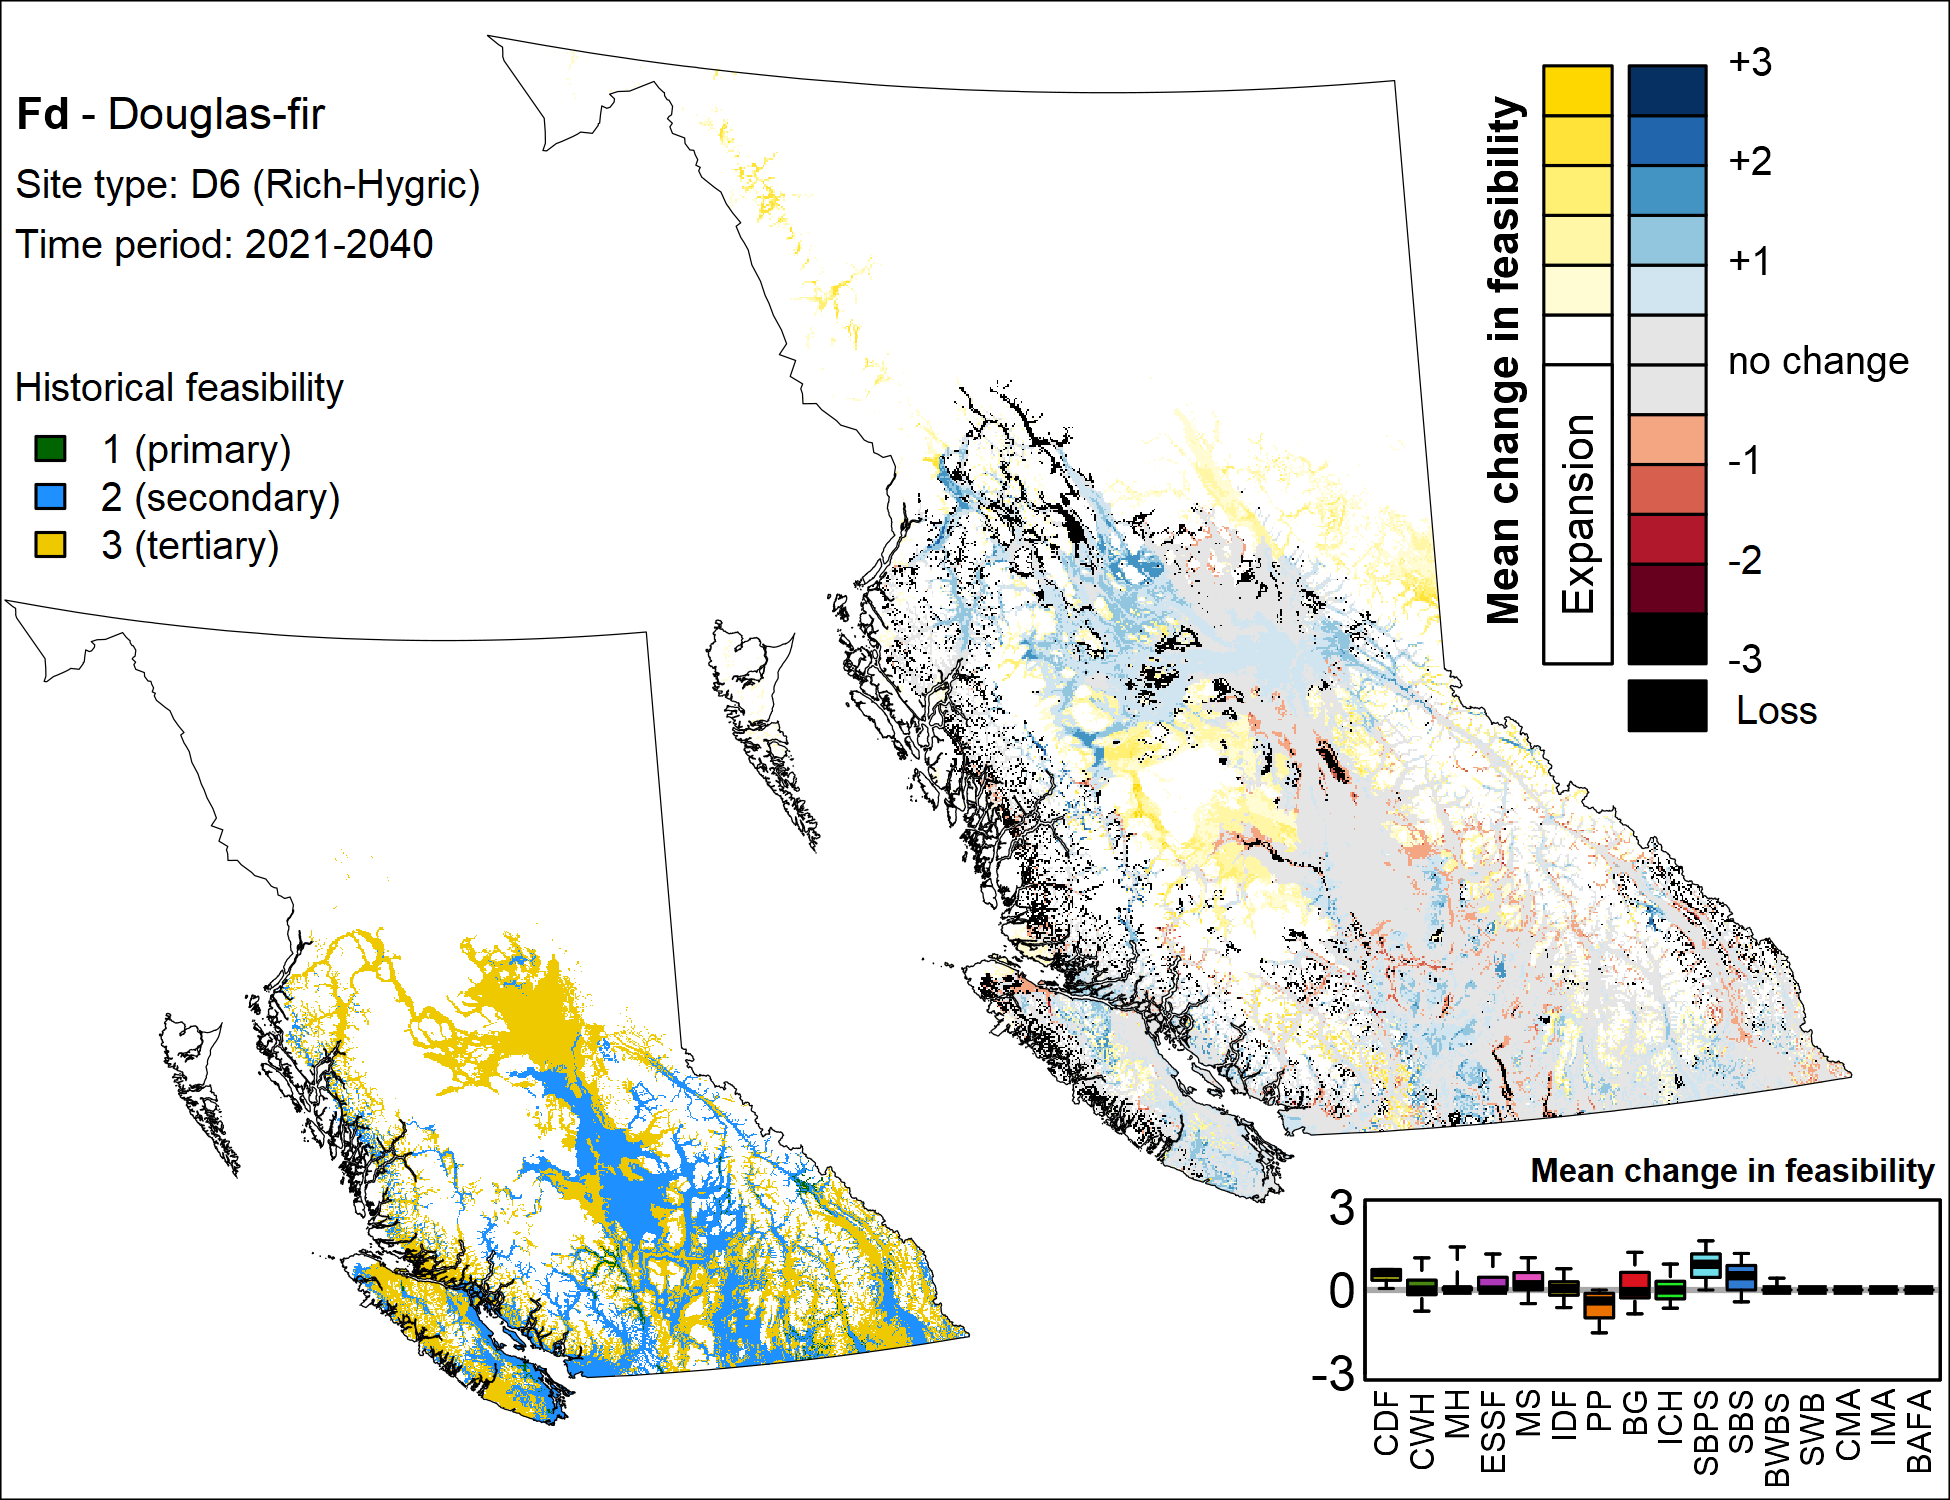 Fd - Douglas-fir
Site type: D6 (Rich-Hygric)
Time period: 2021-2040
Historical feasibility
1 (primary)
2 (secondary)
3 (tertiary)
Mean change in feasibility
Expansion
+3
+2
+1
no change
-1
-2
-3
Loss
Mean change in feasibility
3
0
-3
CDF
CWH
MH
ESSF
MS
IDF
PP
BG
ICH
SBPS
SBS
BWBS
SWB
CMA
IMA
BAFA